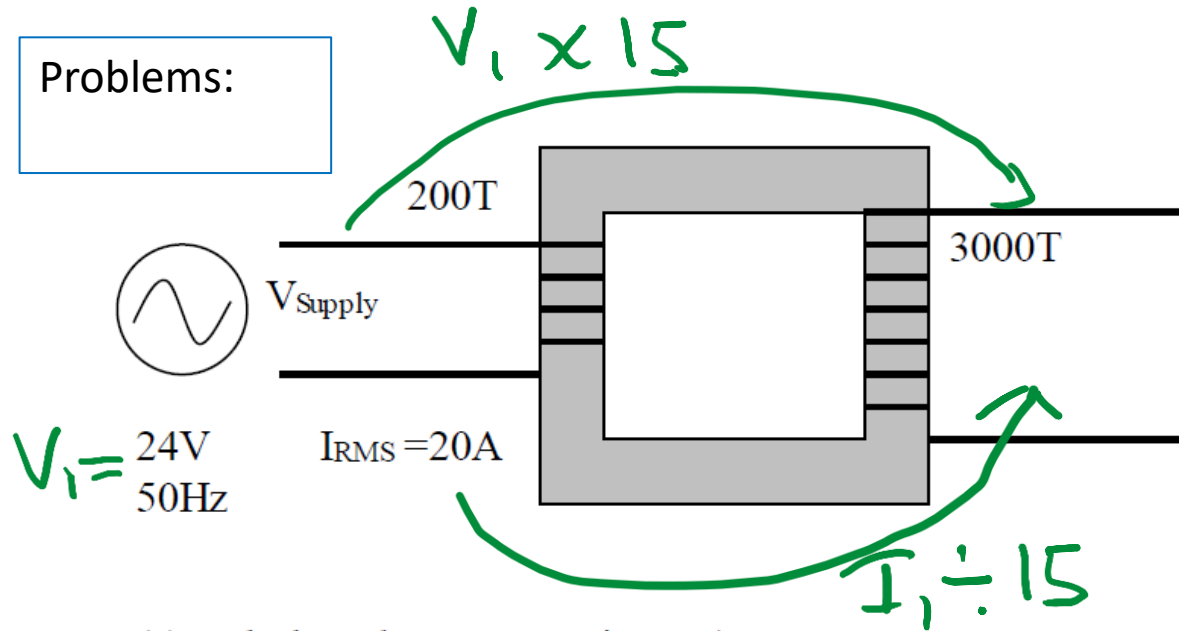 Problems:
V₁ × 15
200T
3000T
VSupply
V₁ = 24V
50Hz
IRMS =20A
I₁ ÷ 15